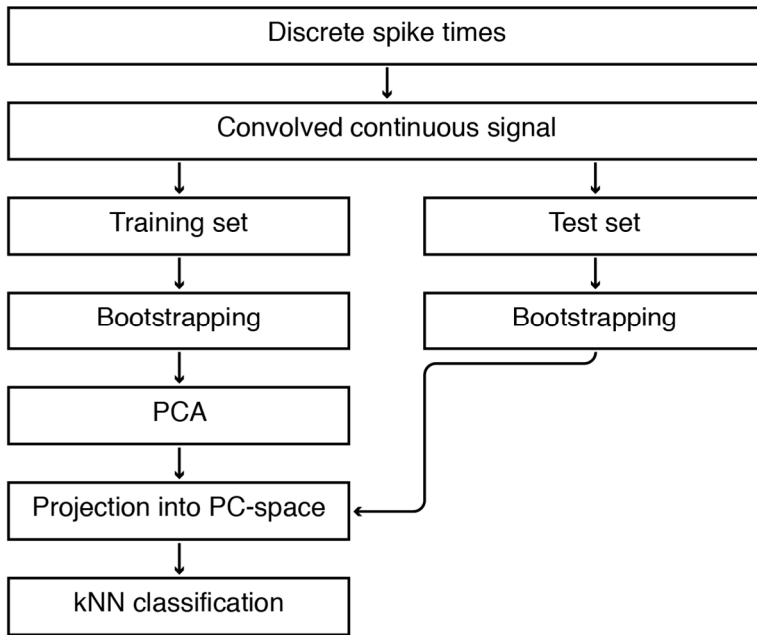 Discrete spike times
Convolved continuous signal
Training set
Test set
Bootstrapping
Bootstrapping
PCA
Projection into PC-space
kNN classification